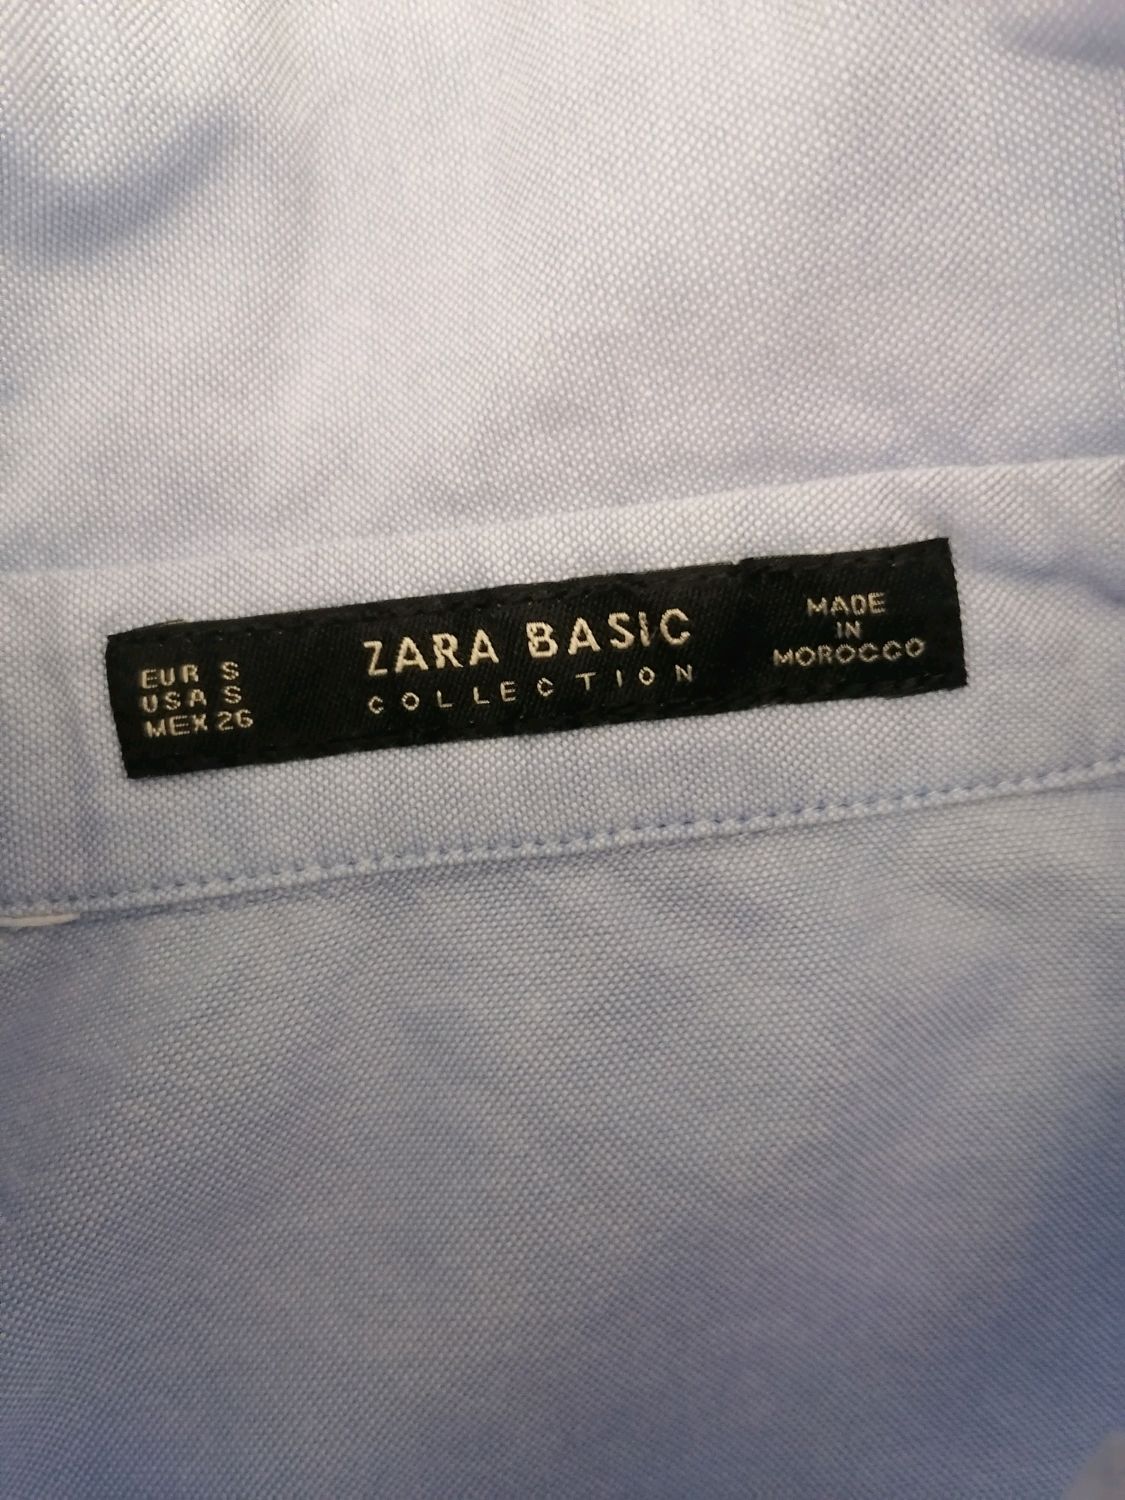 EUR S
USA S
MEX 26
ZARA BASIC
COLLECTION
MADE
IN
MOROCCO